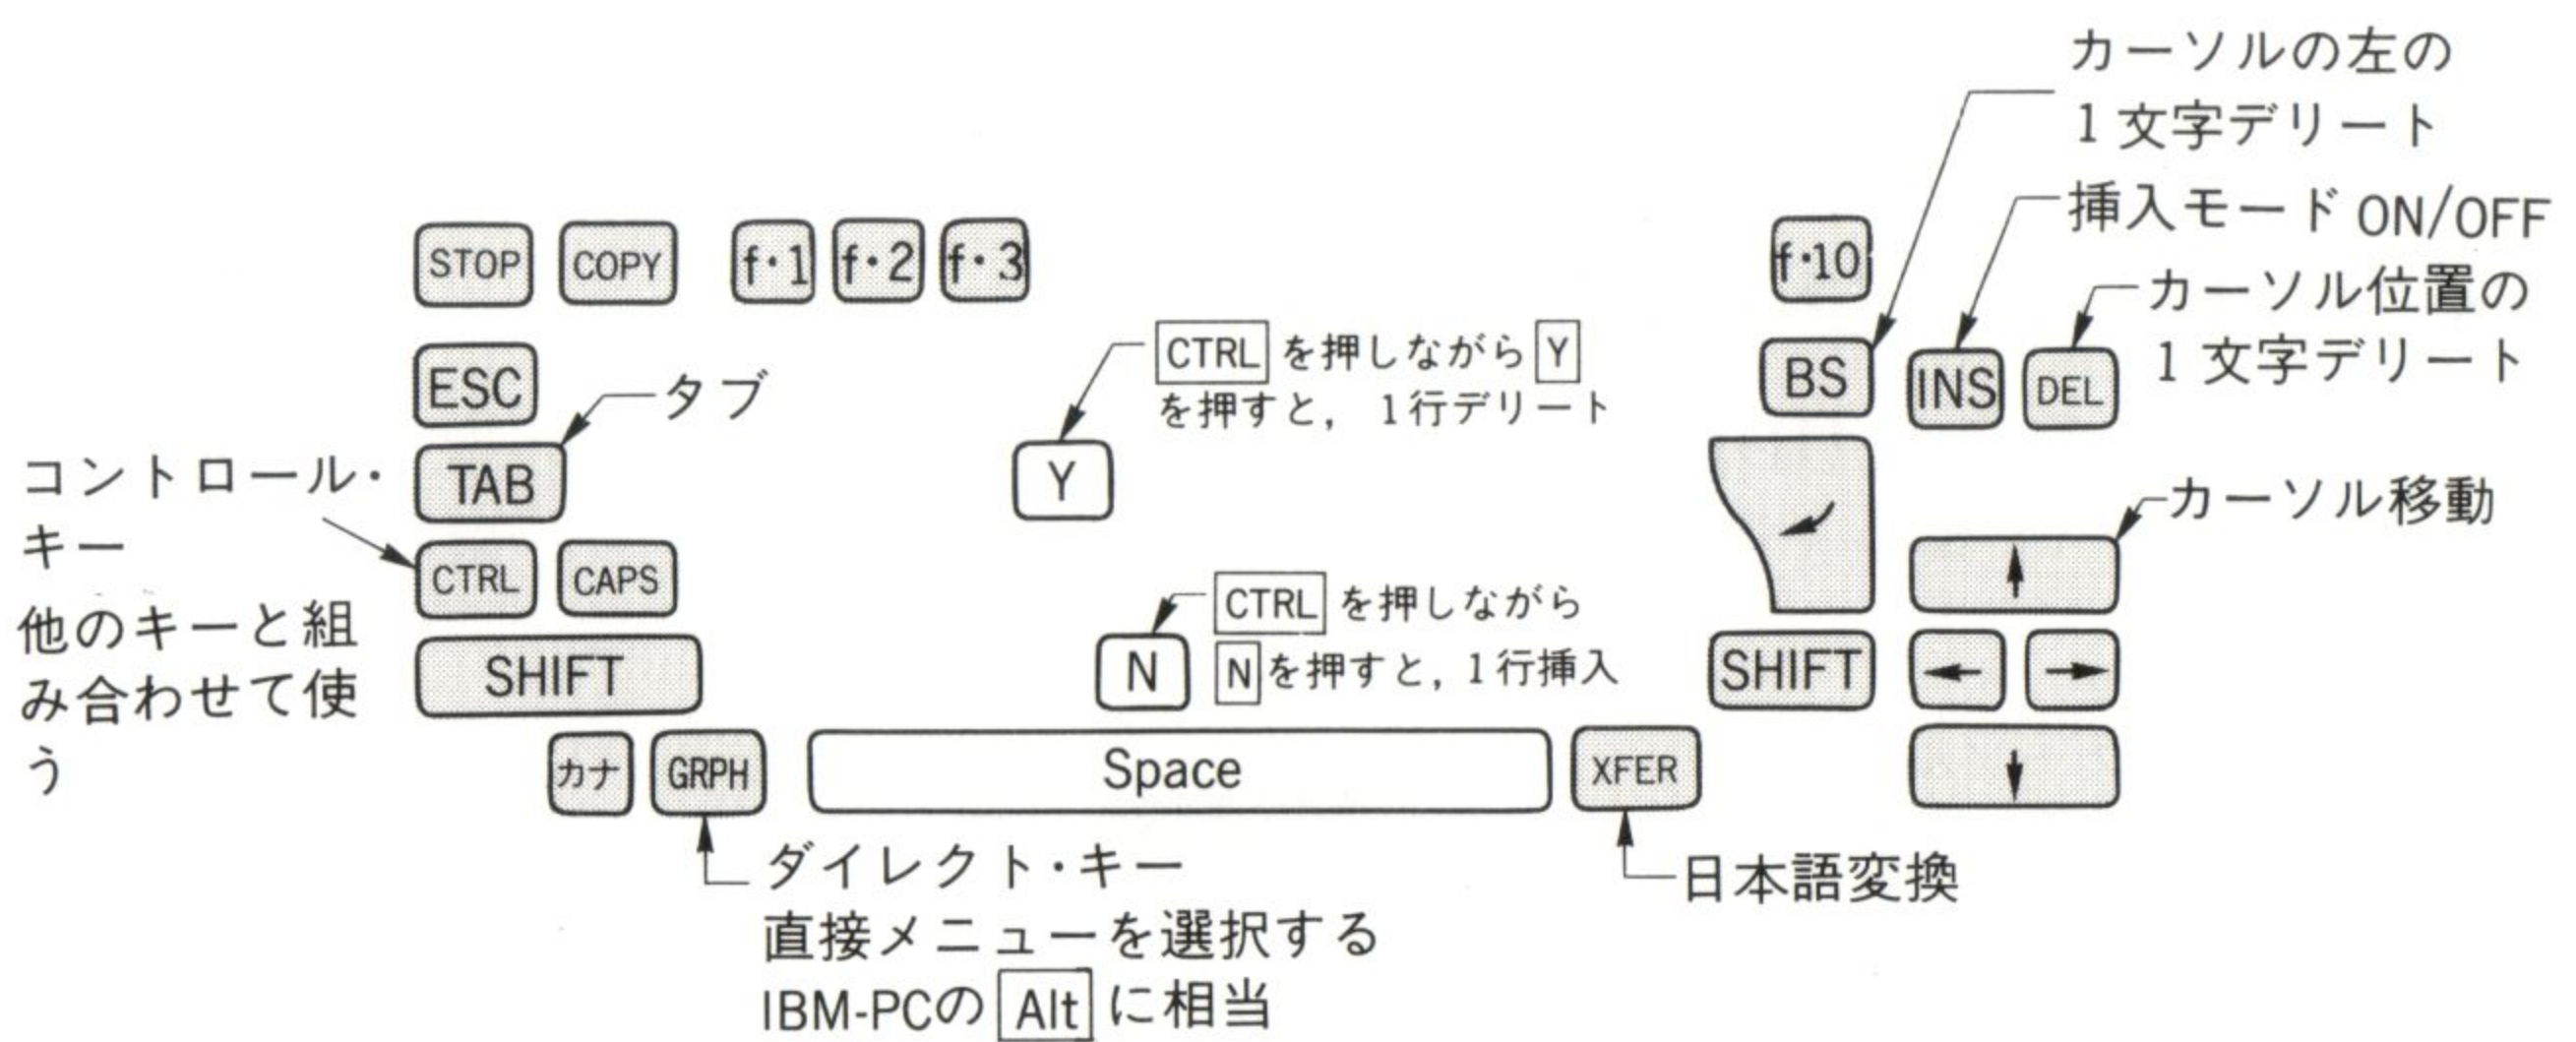 カーソルの左の
1文字デリート
挿入モード ON/OFF
カーソル位置の
1文字デリート
STOP COPY f・1 f・2 f・3 f・10
ESC
タブ
CTRL を押しながら Y
を押すと， 1行デリート
BS INS DEL
コントロール・
キー
他のキーと組
み合わせて使
う
TAB
Y
カーソル移動
CTRL CAPS
↑
CTRL を押しながら
N を押すと，1行挿入
SHIFT
N
SHIFT ← →
カナ GRPH Space XFER ↓
ダイレクト・キー
直接メニューを選択する
IBM-PCの Alt に相当
日本語変換